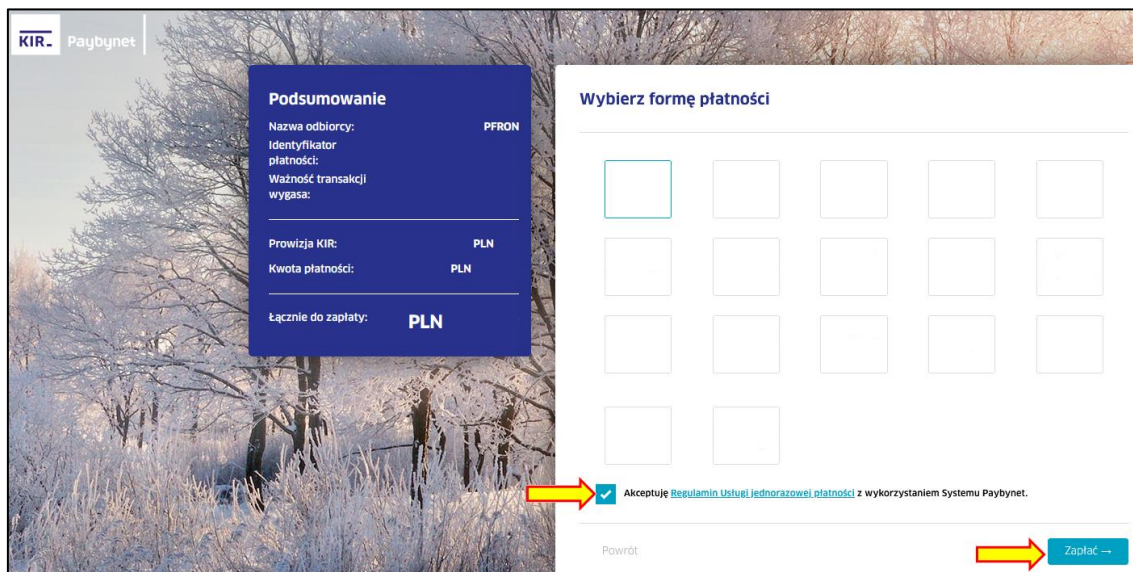 KIR Paybynet
Podsumowanie
Nazwa odbiorcy: PFRON
Identyfikator
płatności:
Ważność transakcji
wygasa:
Prowizja KIR: PLN
Kwota płatności: PLN
Łącznie do zapłaty: PLN
Wybierz formę płatności
Akceptuję Regulamin Usługi jednorazowej płatności z wykorzystaniem Systemu Paybynet.
Powrót
Zapłać →